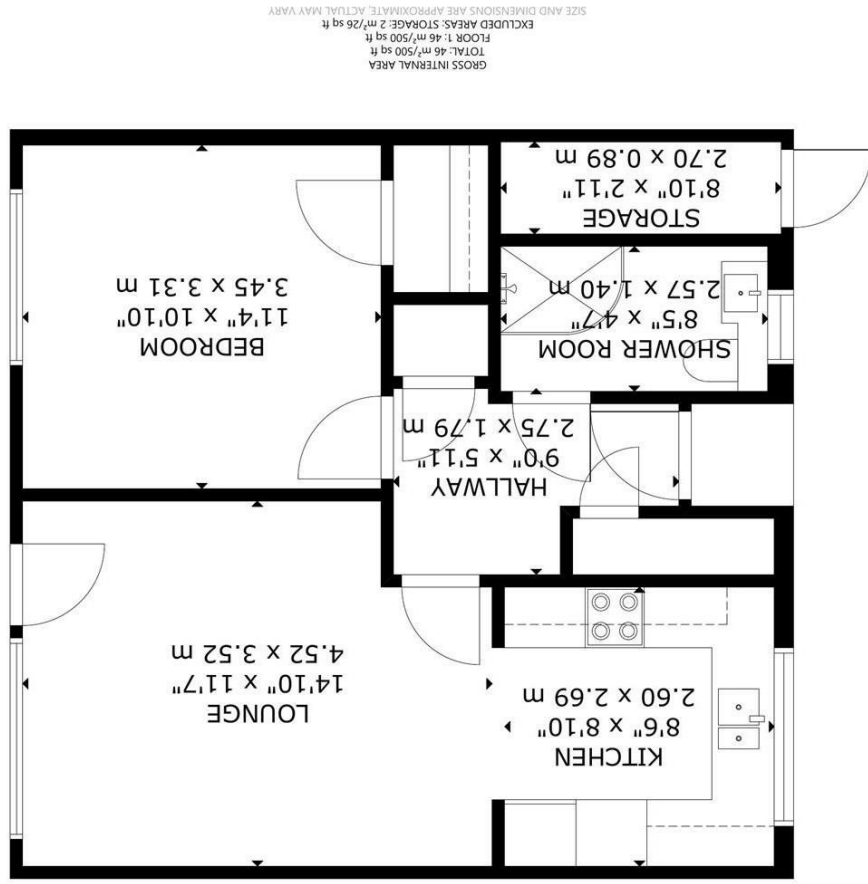 KITCHEN
8'6" x 8'10"
2.60 x 2.69 m
LOUNGE
14'10" x 11'7"
4.52 x 3.52 m
HALLWAY
9'0" x 5'11"
2.75 x 1.79 m
SHOWER ROOM
8'5" x 4'7"
2.57 x 1.40 m
BEDROOM
11'4" x 10'10"
3.45 x 3.31 m
STORAGE
8'10" x 2'11"
2.70 x 0.89 m
GROSS INTERNAL AREA
TOTAL: 46 m²/500 sq ft
FLOOR 1: 46 m²/500 sq ft
EXCLUDED AREAS: STORAGE: 2 m²/26 sq ft
SIZE AND DIMENSIONS ARE APPROXIMATE, ACTUAL MAY VARY